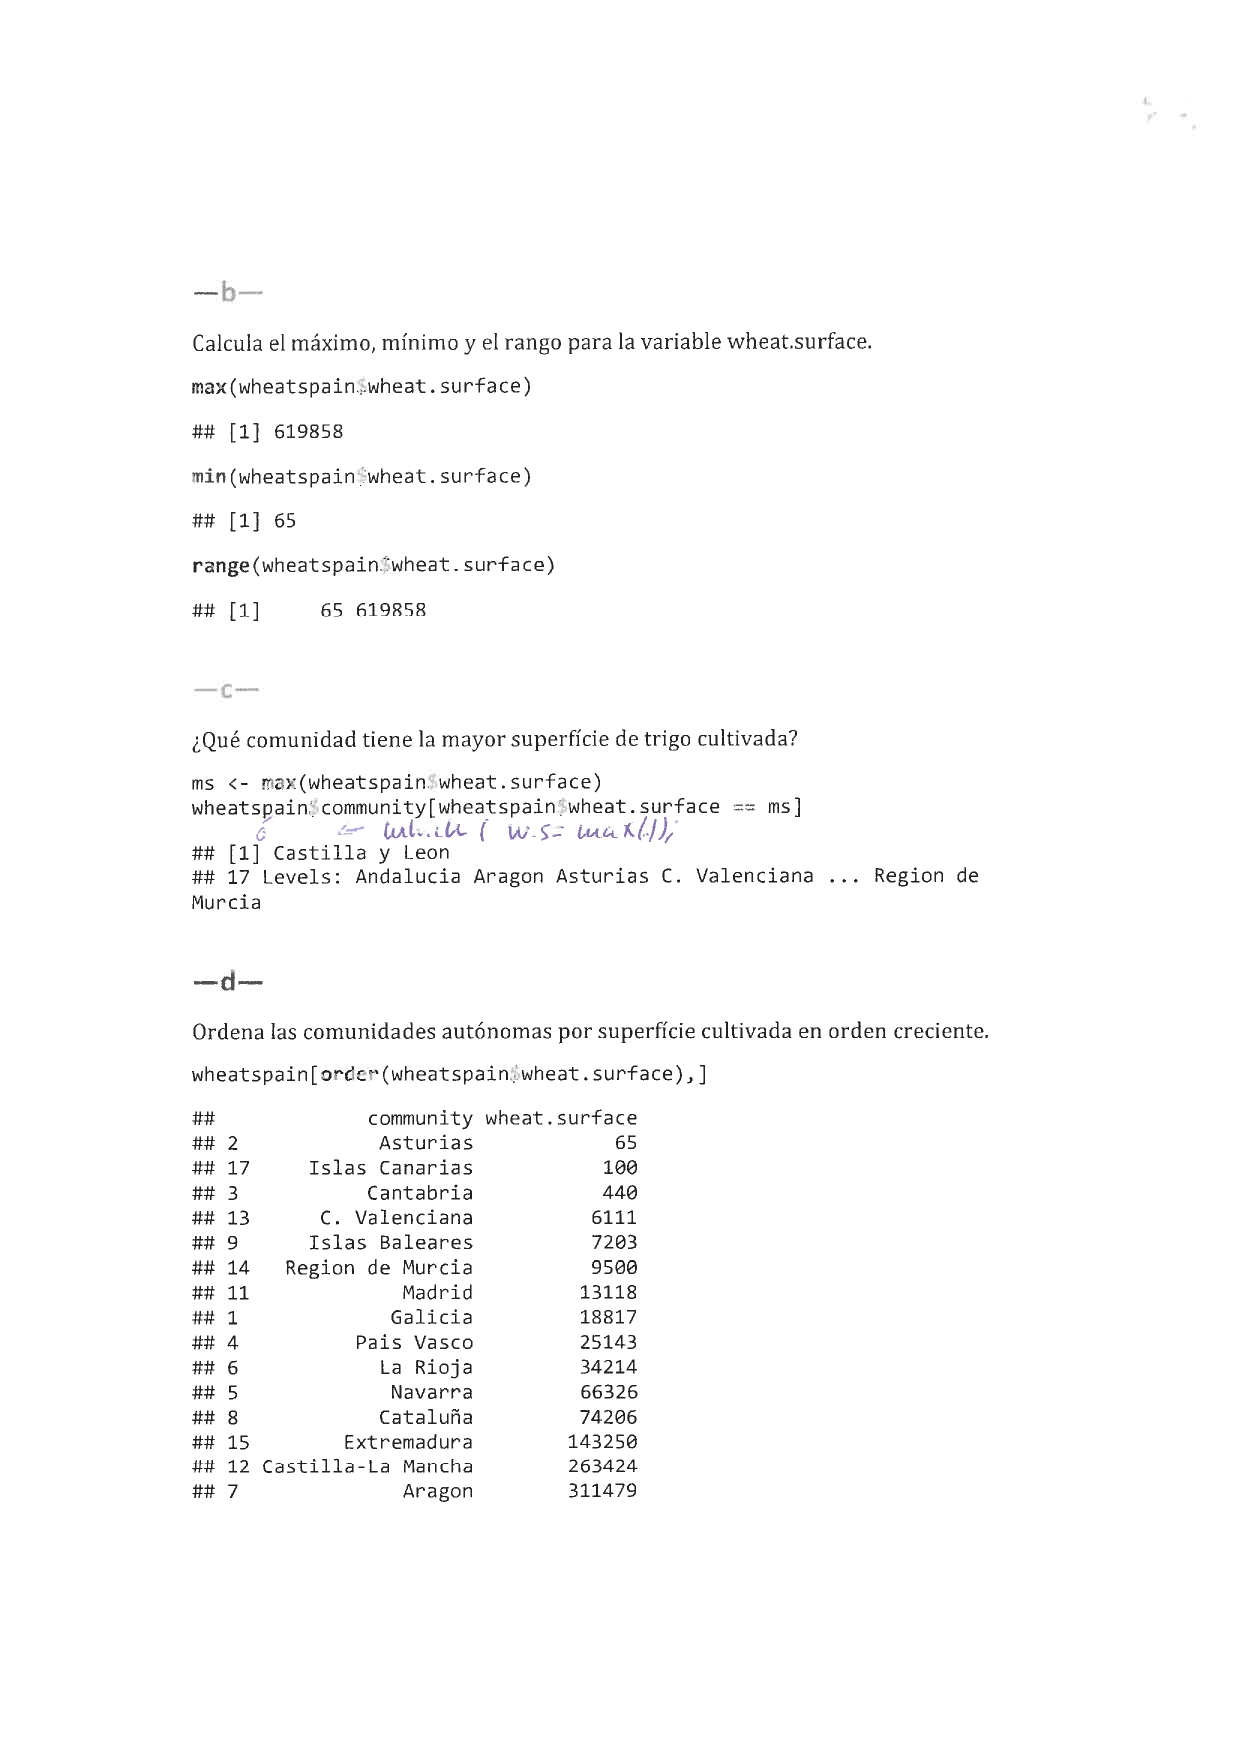 —b—
Calcula el máximo, mínimo y el rango para la variable wheat.surface.
max(wheatspain$wheat.surface)
## [1] 619858
min(wheatspain$wheat.surface)
## [1] 65
range(wheatspain$wheat.surface)
## [1]     65 619858
—c—
¿Qué comunidad tiene la mayor superfície de trigo cultivada?
ms <- max(wheatspain$wheat.surface)
wheatspain$community[wheatspain$wheat.surface == ms]
ó <- which ( w.s= max(.));
## [1] Castilla y Leon
## 17 Levels: Andalucia Aragon Asturias C. Valenciana ... Region de
Murcia
—d—
Ordena las comunidades autónomas por superfície cultivada en orden creciente.
wheatspain[order(wheatspain$wheat.surface),]
##             community wheat.surface
## 2            Asturias            65
## 17     Islas Canarias           100
## 3           Cantabria           440
## 13      C. Valenciana          6111
## 9      Islas Baleares          7203
## 14   Region de Murcia          9500
## 11             Madrid         13118
## 1             Galicia         18817
## 4          Pais Vasco         25143
## 6            La Rioja         34214
## 5             Navarra         66326
## 8            Cataluña         74206
## 15        Extremadura        143250
## 12 Castilla-La Mancha        263424
## 7              Aragon        311479